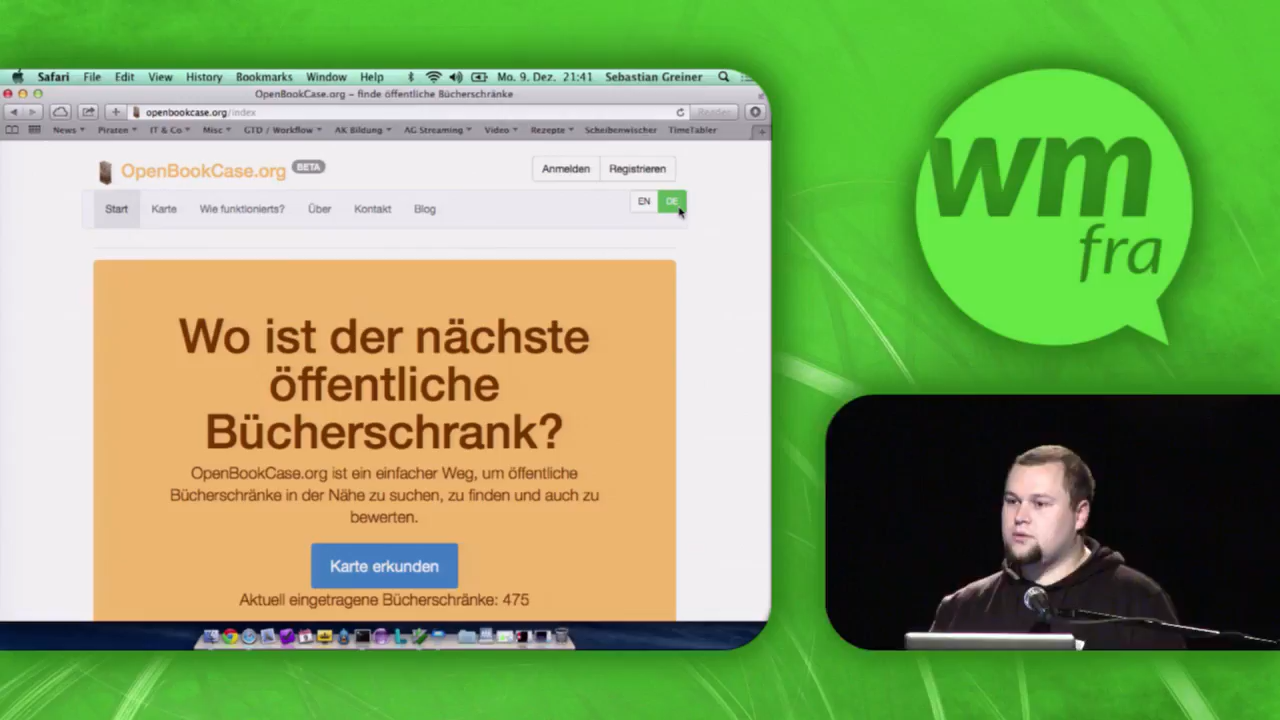 Safari File Edit View History Bookmarks Window Help Mo. 9. Dez. 21:41 Sebastian Greiner
OpenBookCase.org – finde öffentliche Bücherschränke
openbookcase.org/index Reader
News Piraten IT & Co Misc GTD / Workflow AK Bildung AG Streaming Video Rezepte Scheibenwischer TimeTabler
OpenBookCase.org BETA
Anmelden Registrieren
Start Karte Wie funktionierts? Über Kontakt Blog
EN DE
Wo ist der nächste
öffentliche
Bücherschrank?
OpenBookCase.org ist ein einfacher Weg, um öffentliche
Bücherschränke in der Nähe zu suchen, zu finden und auch zu
bewerten.
Karte erkunden
Aktuell eingetragene Bücherschränke: 475
wm
fra